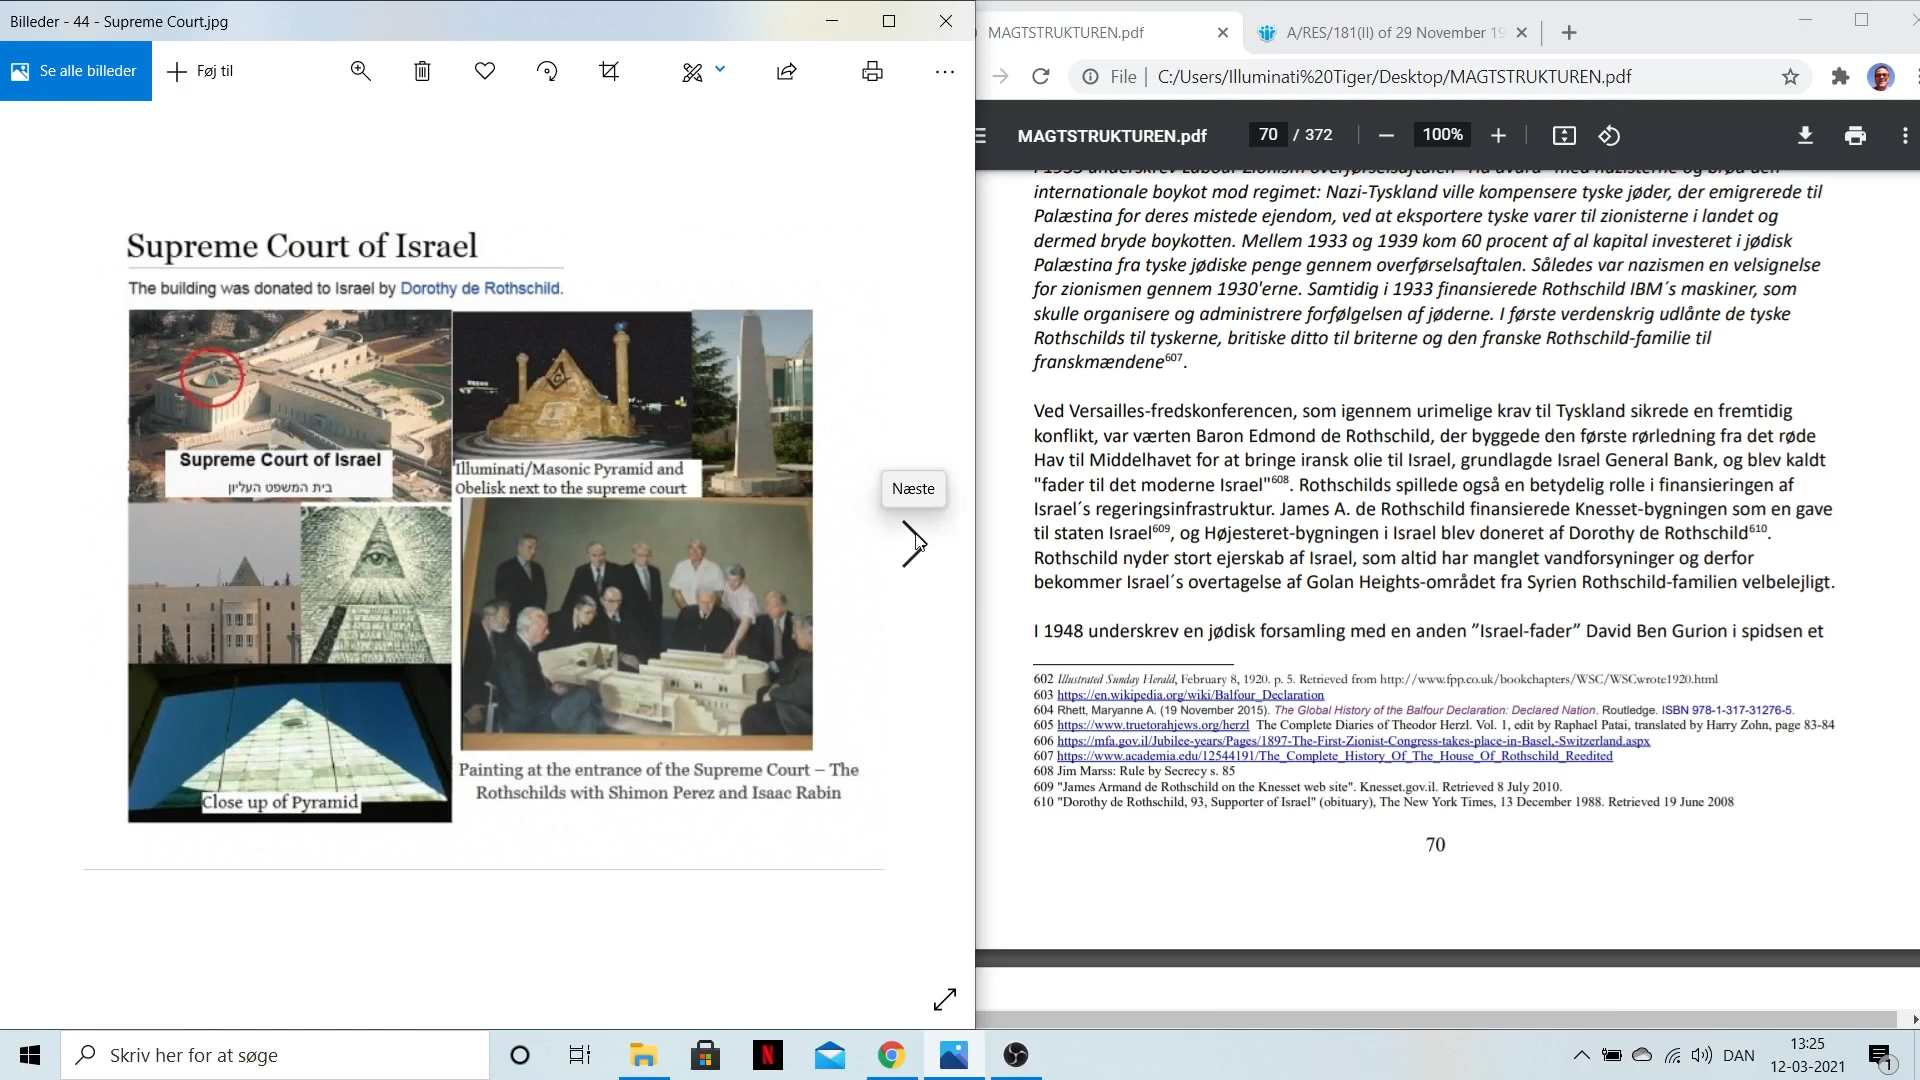 Billeder - 44 - Supreme Court.jpg
Se alle billeder
Føj til
Supreme Court of Israel
The building was donated to Israel by Dorothy de Rothschild.
Supreme Court of Israel
בית המשפט העליון
Illuminati/Masonic Pyramid and
Obelisk next to the supreme court
Close up of Pyramid
Painting at the entrance of the Supreme Court – The
Rothschilds with Shimon Perez and Isaac Rabin
Næste
MAGTSTRUKTUREN.pdf
A/RES/181(II) of 29 November 19
File
C:/Users/Illuminati%20Tiger/Desktop/MAGTSTRUKTUREN.pdf
MAGTSTRUKTUREN.pdf
70 / 372
100%
internationale boykot mod regimet: Nazi-Tyskland ville kompensere tyske jøder, der emigrerede til
Palæstina for deres mistede ejendom, ved at eksportere tyske varer til zionisterne i landet og
dermed bryde boykotten. Mellem 1933 og 1939 kom 60 procent af al kapital investeret i jødisk
Palæstina fra tyske jødiske penge gennem overførselsaftalen. Således var nazismen en velsignelse
for zionismen gennem 1930'erne. Samtidig i 1933 finansierede Rothschild IBM´s maskiner, som
skulle organisere og administrere forfølgelsen af jøderne. I første verdenskrig udlånte de tyske
Rothschilds til tyskerne, britiske ditto til briterne og den franske Rothschild-familie til
franskmændene607.
Ved Versailles-fredskonferencen, som igennem urimelige krav til Tyskland sikrede en fremtidig
konflikt, var værten Baron Edmond de Rothschild, der byggede den første rørledning fra det røde
Hav til Middelhavet for at bringe iransk olie til Israel, grundlagde Israel General Bank, og blev kaldt
"fader til det moderne Israel"608. Rothschilds spillede også en betydelig rolle i finansieringen af
Israel´s regeringsinfrastruktur. James A. de Rothschild finansierede Knesset-bygningen som en gave
til staten Israel609, og Højesteret-bygningen i Israel blev doneret af Dorothy de Rothschild610.
Rothschild nyder stort ejerskab af Israel, som altid har manglet vandforsyninger og derfor
bekommer Israel´s overtagelse af Golan Heights-området fra Syrien Rothschild-familien velbelejligt.
I 1948 underskrev en jødisk forsamling med en anden ”Israel-fader” David Ben Gurion i spidsen et
602 Illustrated Sunday Herald, February 8, 1920. p. 5. Retrieved from http://www.fpp.co.uk/bookchapters/WSC/WSCwrote1920.html
603 https://en.wikipedia.org/wiki/Balfour_Declaration
604 Rhett, Maryanne A. (19 November 2015). The Global History of the Balfour Declaration: Declared Nation. Routledge. ISBN 978-1-317-31276-5.
605 https://www.truetorahjews.org/herzl The Complete Diaries of Theodor Herzl. Vol. 1, edit by Raphael Patai, translated by Harry Zohn, page 83-84
606 https://mfa.gov.il/Jubilee-years/Pages/1897-The-First-Zionist-Congress-takes-place-in-Basel,-Switzerland.aspx
607 https://www.academia.edu/12544191/The_Complete_History_Of_The_House_Of_Rothschild_Reedited
608 Jim Marss: Rule by Secrecy s. 85
609 "James Armand de Rothschild on the Knesset web site". Knesset.gov.il. Retrieved 8 July 2010.
610 "Dorothy de Rothschild, 93, Supporter of Israel" (obituary), The New York Times, 13 December 1988. Retrieved 19 June 2008
70
Skriv her for at søge
DAN
13:25
12-03-2021
1